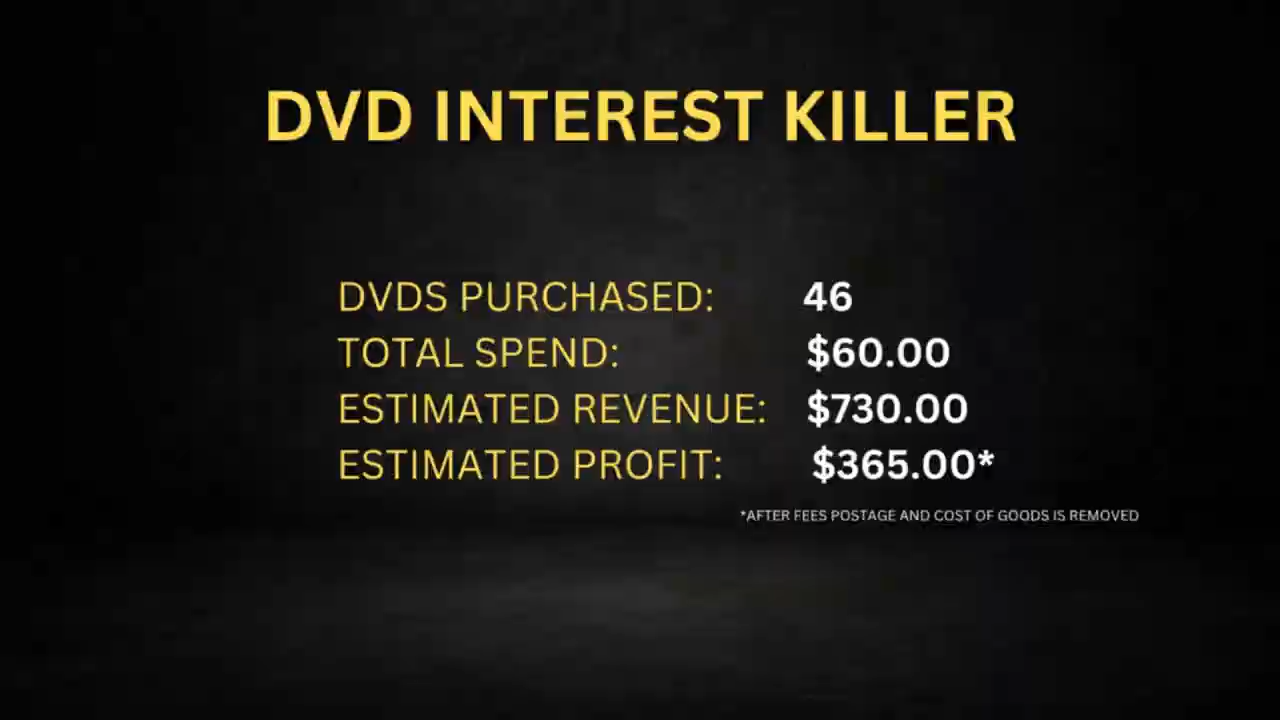 DVD INTEREST KILLER
DVDS PURCHASED: 46
TOTAL SPEND: $60.00
ESTIMATED REVENUE: $730.00
ESTIMATED PROFIT: $365.00*
*AFTER FEES POSTAGE AND COST OF GOODS IS REMOVED